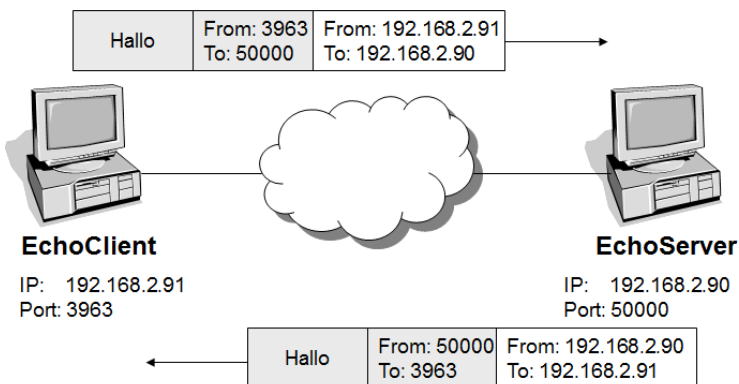 Hallo
From: 3963
To: 50000
From: 192.168.2.91
To: 192.168.2.90
EchoClient
IP: 192.168.2.91
Port: 3963
EchoServer
IP: 192.168.2.90
Port: 50000
Hallo
From: 50000
To: 3963
From: 192.168.2.90
To: 192.168.2.91